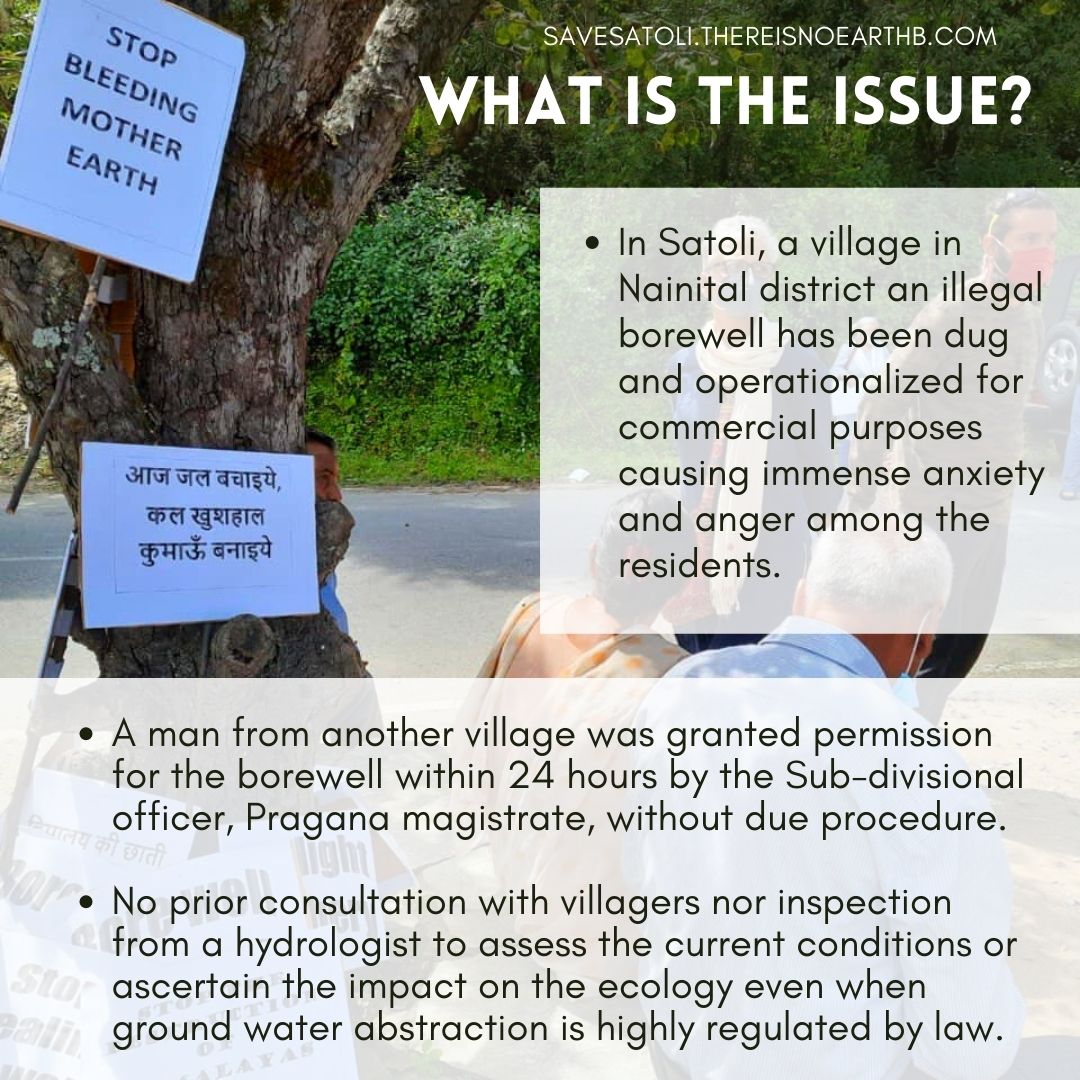 SAVESATOLI.THEREISNOEARTHB.COM
WHAT IS THE ISSUE?
STOP
BLEEDING
MOTHER
EARTH
• In Satoli, a village in
Nainital district an illegal
borewell has been dug
and operationalized for
commercial purposes
causing immense anxiety
and anger among the
residents.
आज जल बचाइये,
कल खुशहाल
कुमाऊँ बनाइये
• A man from another village was granted permission
for the borewell within 24 hours by the Sub-divisional
officer, Pragana magistrate, without due procedure.
• No prior consultation with villagers nor inspection
from a hydrologist to assess the current conditions or
ascertain the impact on the ecology even when
ground water abstraction is highly regulated by law.
की छाती
light